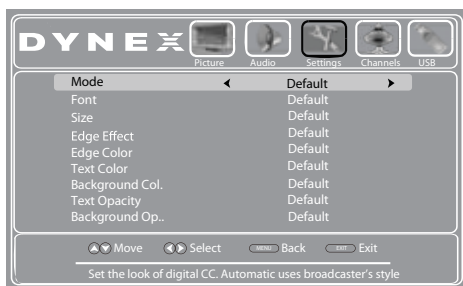 DYNEX
Picture Audio Settings Channels USB
Mode Default
Font Default
Size Default
Edge Effect Default
Edge Color Default
Text Color Default
Background Col. Default
Text Opacity Default
Background Op.. Default
Move Select MENU Back EXIT Exit
Set the look of digital CC. Automatic uses broadcaster's style